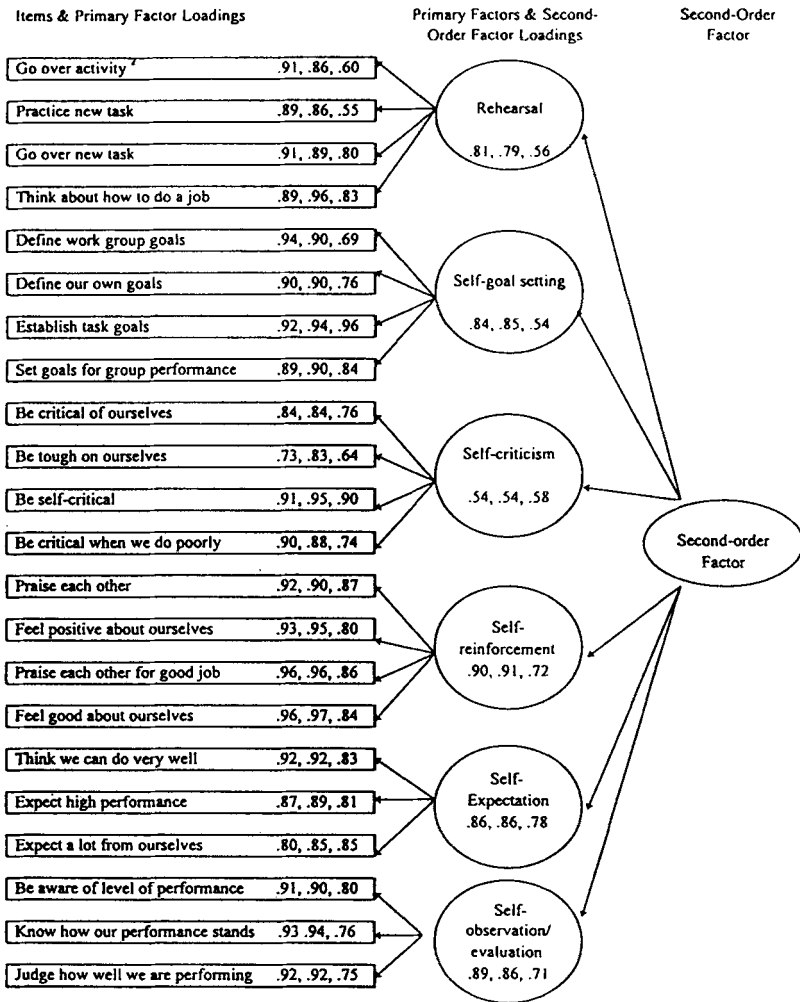 Items & Primary Factor Loadings
Primary Factors & Second-
Order Factor Loadings
Second-Order
Factor
Go over activity .91, .86, .60
Practice new task .89, .86, .55
Go over new task .91, .89, .80
Think about how to do a job .89, .96, .83
Rehearsal
.81, .79, .56
Define work group goals .94, .90, .69
Define our own goals .90, .90, .76
Establish task goals .92, .94, .96
Set goals for group performance .89, .90, .84
Self-goal setting
.84, .85, .54
Be critical of ourselves .84, .84, .76
Be tough on ourselves .73, .83, .64
Be self-critical .91, .95, .90
Be critical when we do poorly .90, .88, .74
Self-criticism
.54, .54, .58
Second-order
Factor
Praise each other .92, .90, .87
Feel positive about ourselves .93, .95, .80
Praise each other for good job .96, .96, .86
Feel good about ourselves .96, .97, .84
Self-
reinforcement
.90, .91, .72
Think we can do very well .92, .92, .83
Expect high performance .87, .89, .81
Expect a lot from ourselves .80, .85, .85
Self-
Expectation
.86, .86, .78
Be aware of level of performance .91, .90, .80
Know how our performance stands .93 .94, .76
Judge how well we are performing .92, .92, .75
Self-
observation/
evaluation
.89, .86, .71